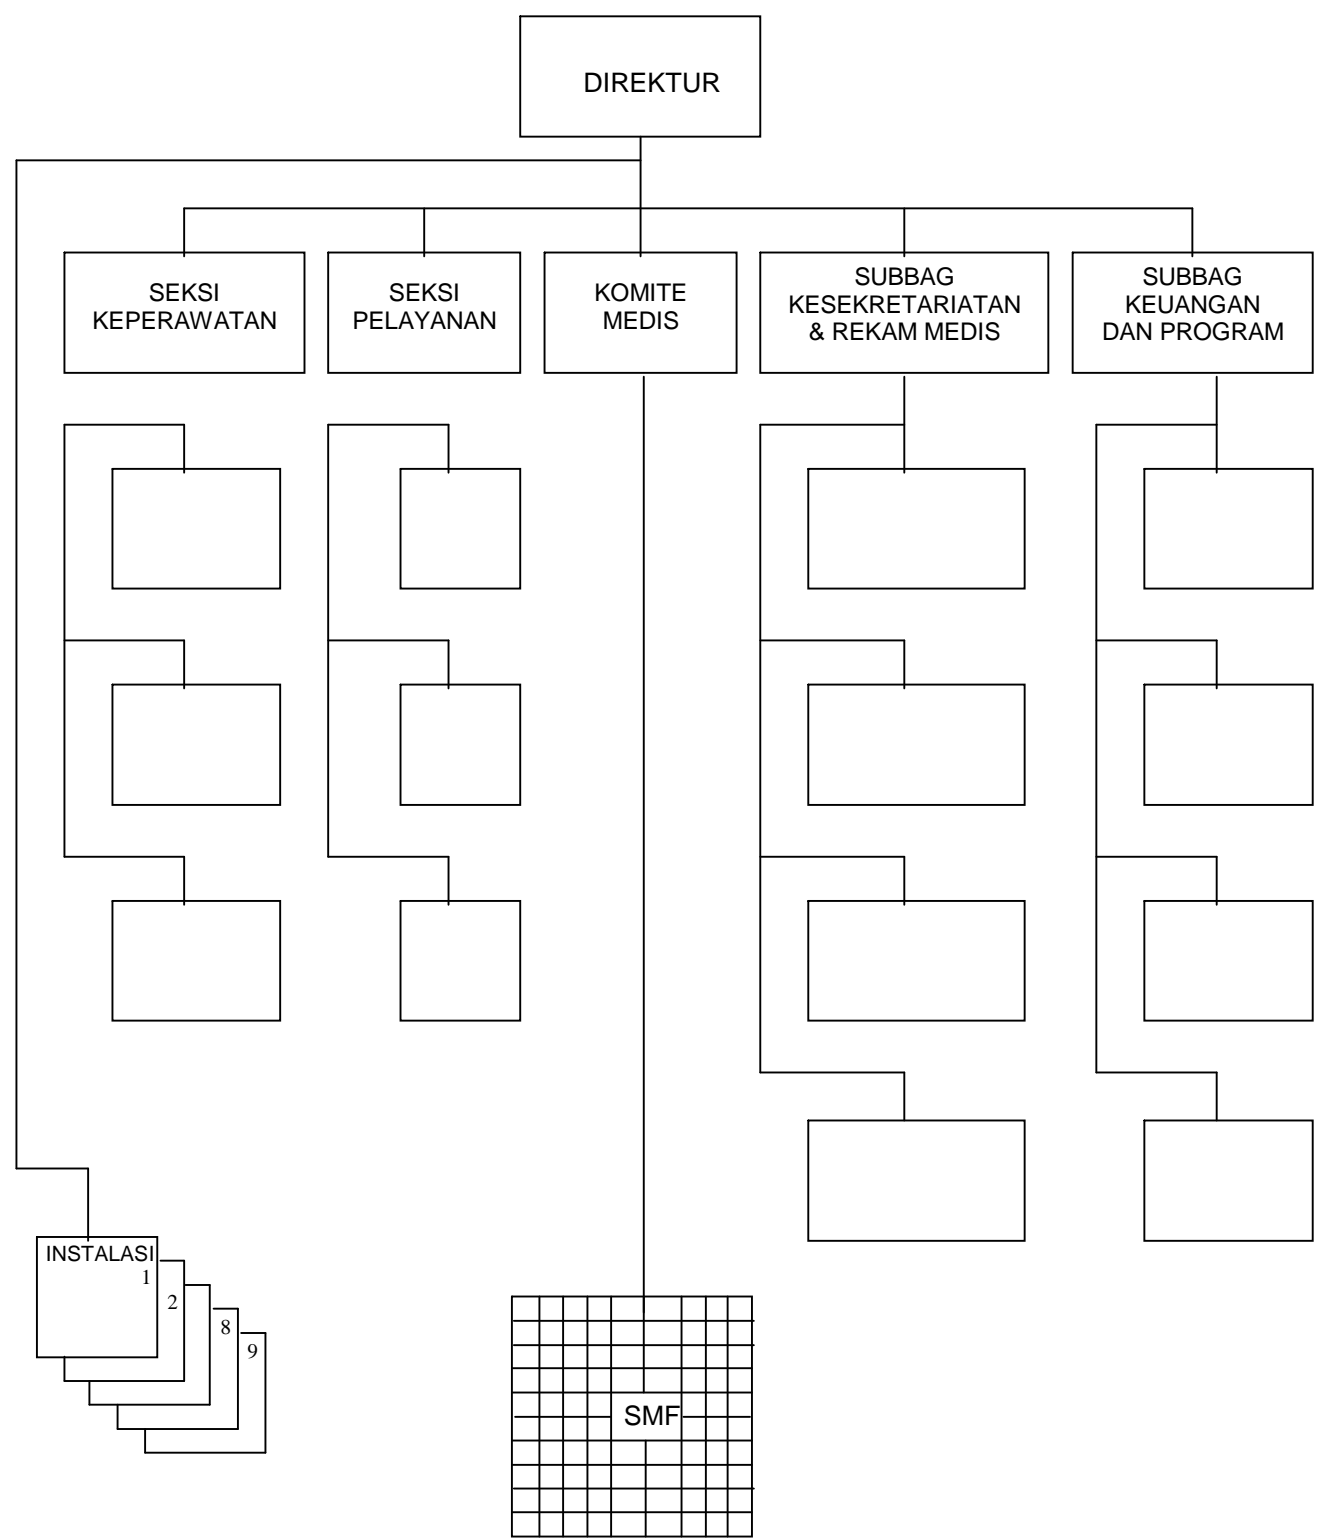 DIREKTUR
SEKSI
KEPERAWATAN
SEKSI
PELAYANAN
KOMITE
MEDIS
SUBBAG
KESEKRETARIATAN
& REKAM MEDIS
SUBBAG
KEUANGAN
DAN PROGRAM
INSTALASI
1
2
8
9
SMF